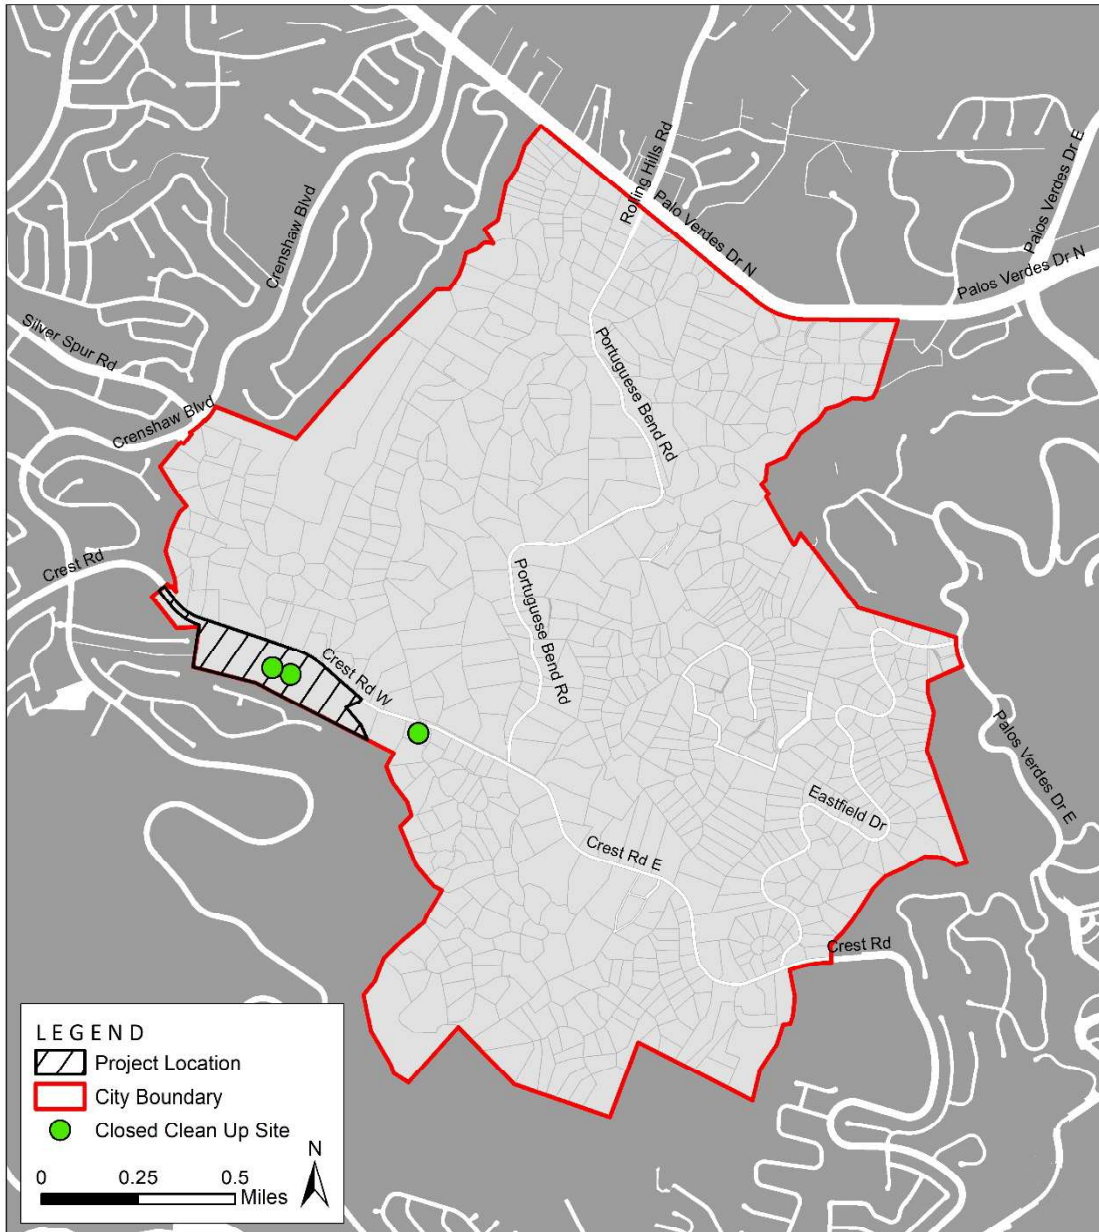 Rolling Hills Rd
Palo Verdes Dr N
Palos Verdes Dr E
Palos Verdes Dr N
Crenshaw Blvd
Silver Spur Rd
Crenshaw Blvd
Portuguese Bend Rd
Crest Rd
Portuguese Bend Rd
Crest Rd W
Palos Verdes Dr E
Eastfield Dr
Crest Rd E
Crest Rd
LEGEND
Project Location
City Boundary
Closed Clean Up Site
N
0 0.25 0.5
Miles